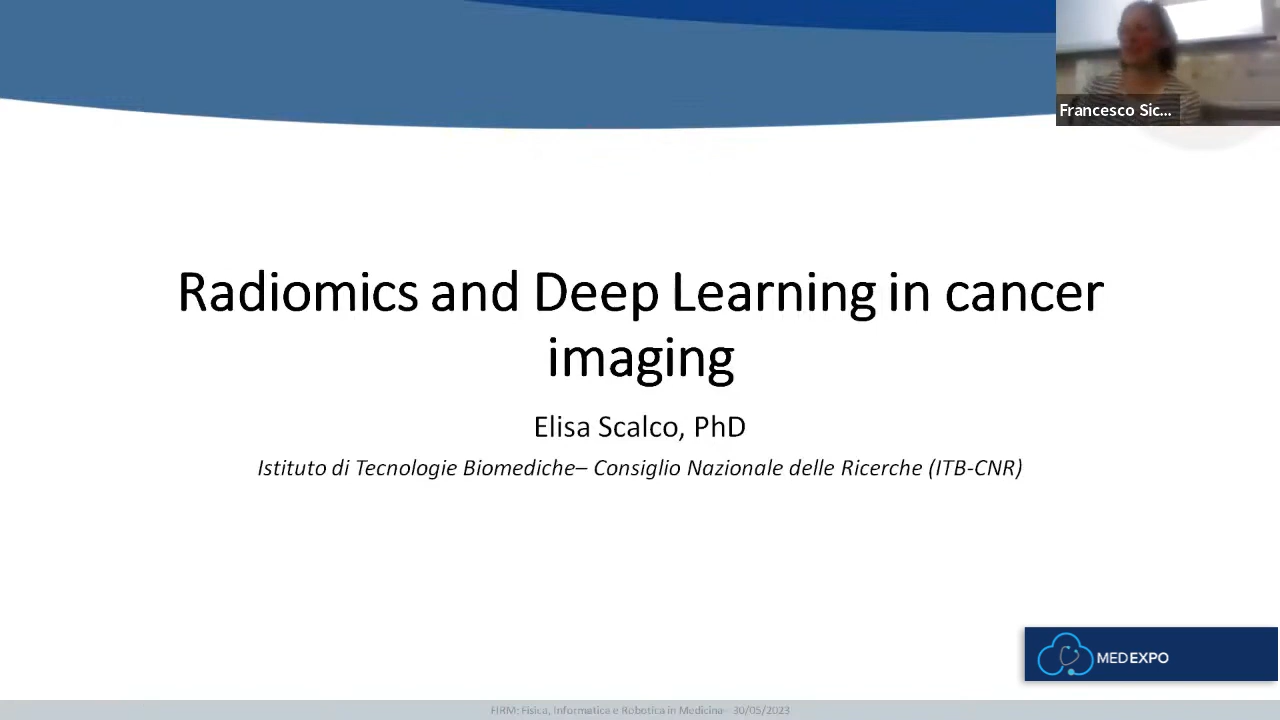 Francesco Sic...
Radiomics and Deep Learning in cancer
imaging
Elisa Scalco, PhD
Istituto di Tecnologie Biomediche– Consiglio Nazionale delle Ricerche (ITB-CNR)
MEDEXPO
FIRM: Fisica, Informatica e Robotica in Medicina - 30/05/2023